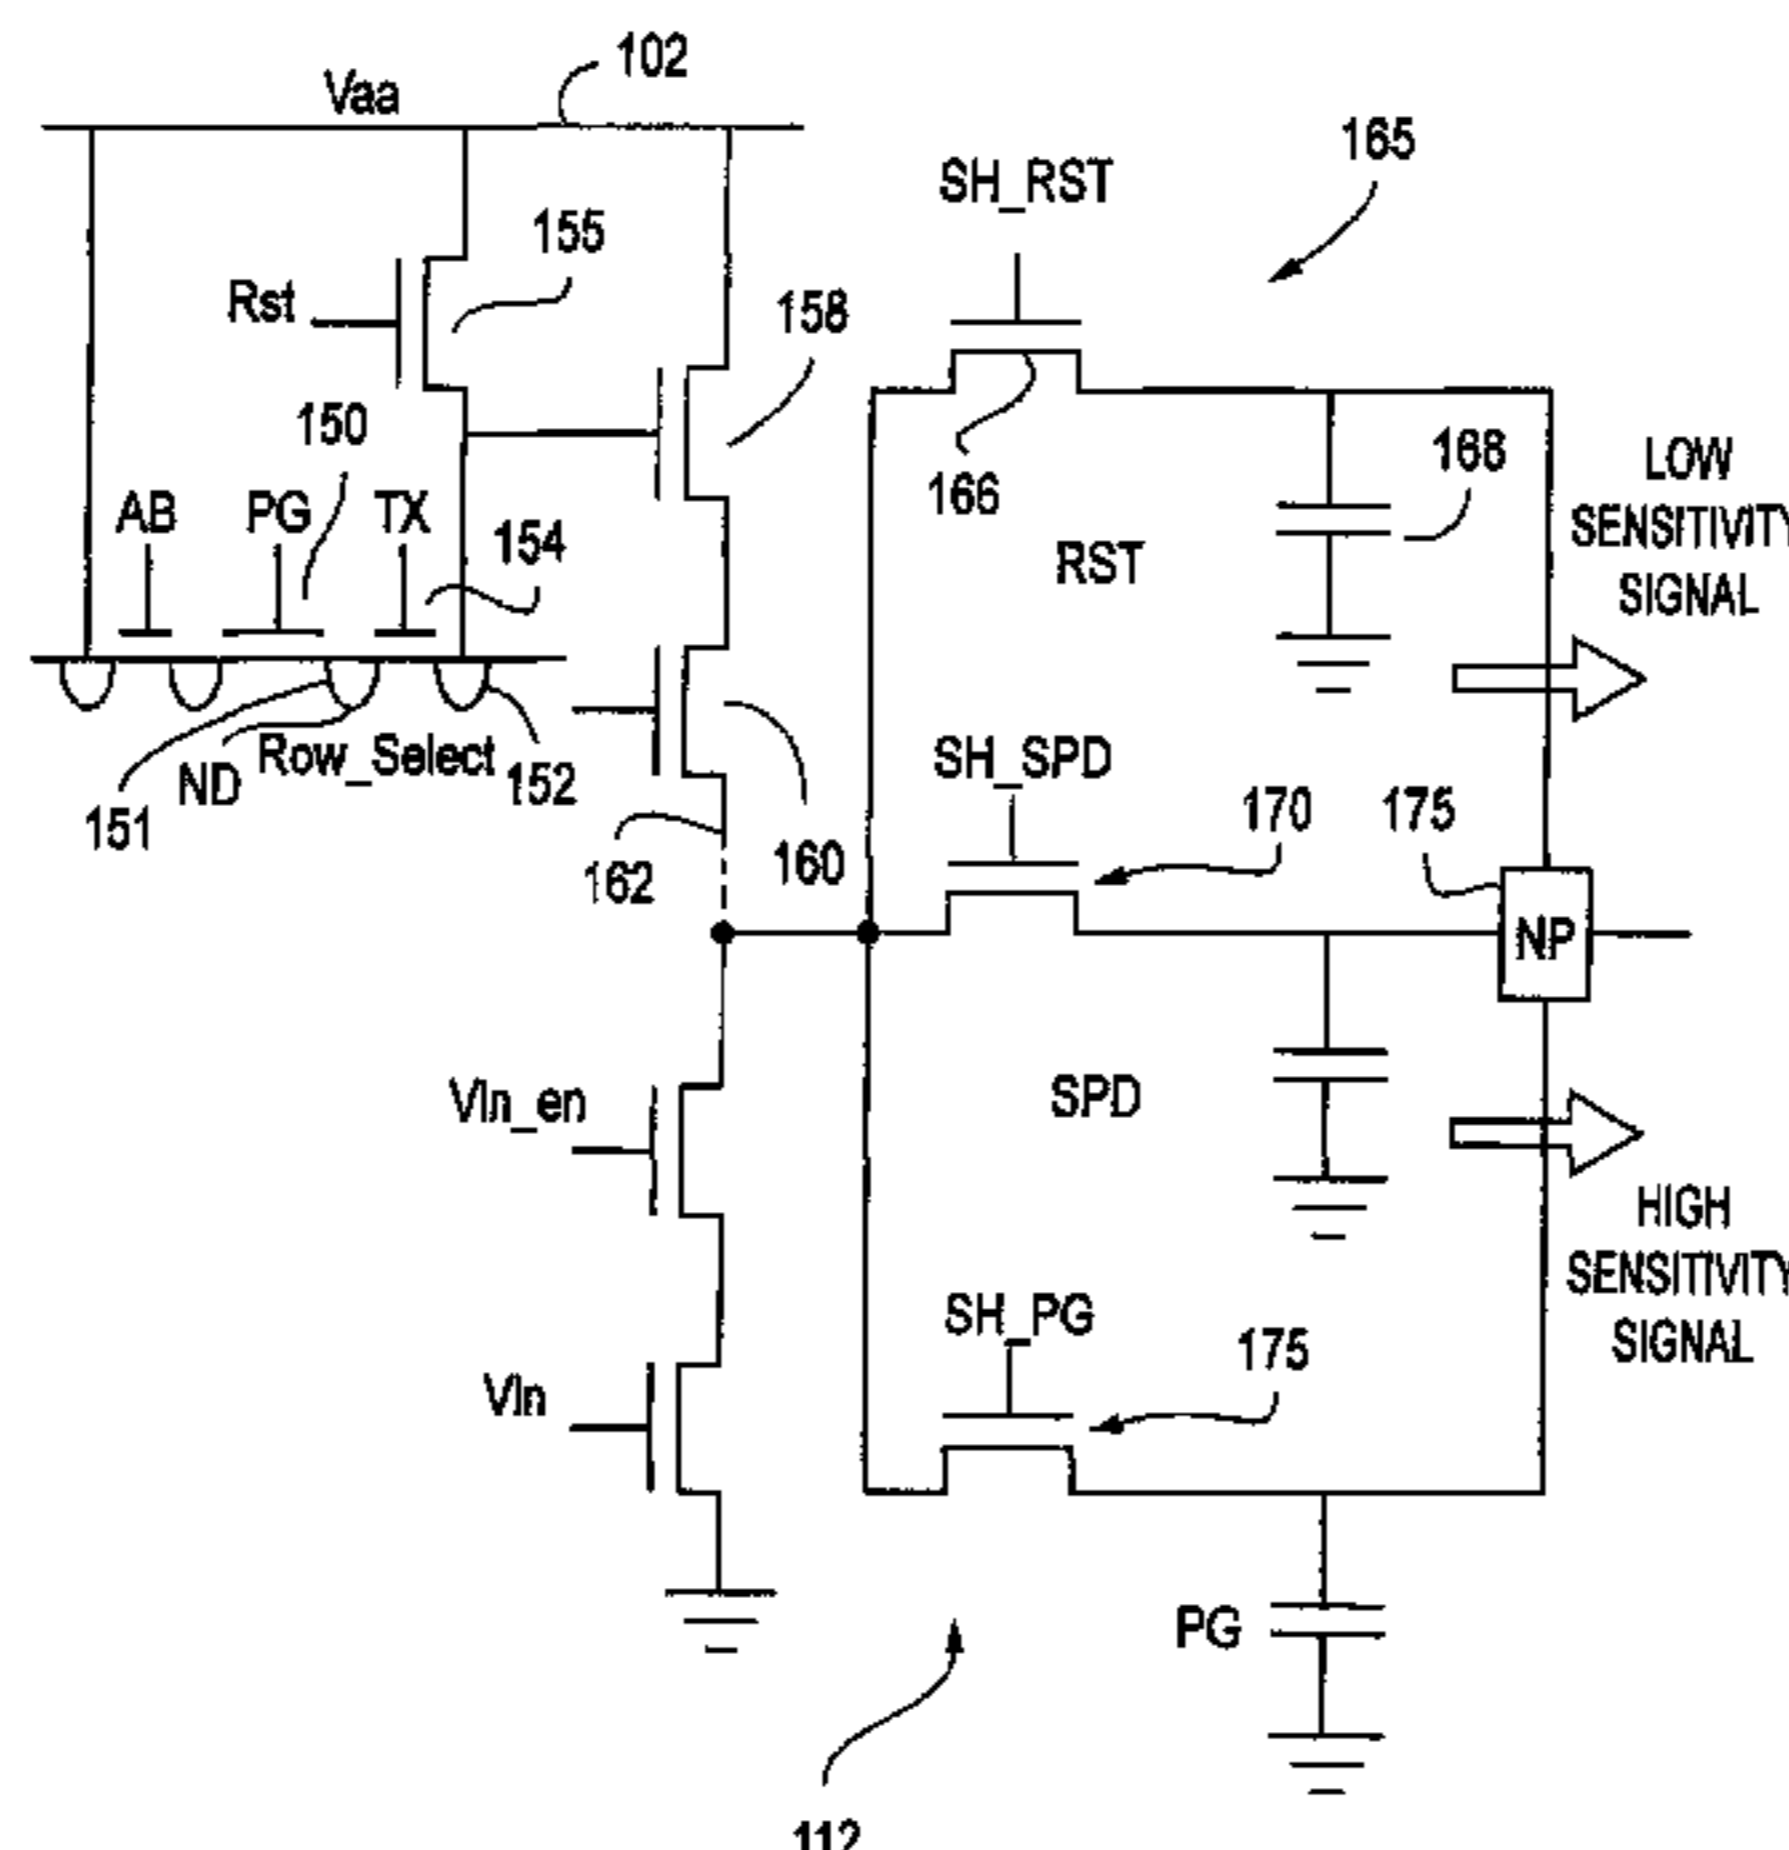 102
Vaa
165
SH_RST
155
Rst
158
150
168
LOW
SENSITIVITY
SIGNAL
166
AB
PG
TX
154
RST
Row_Select
ND
152
151
SH_SPD
170
175
160
162
NP
Vln_en
SPD
HIGH
SENSITIVITY
SIGNAL
SH_PG
175
Vln
PG
112